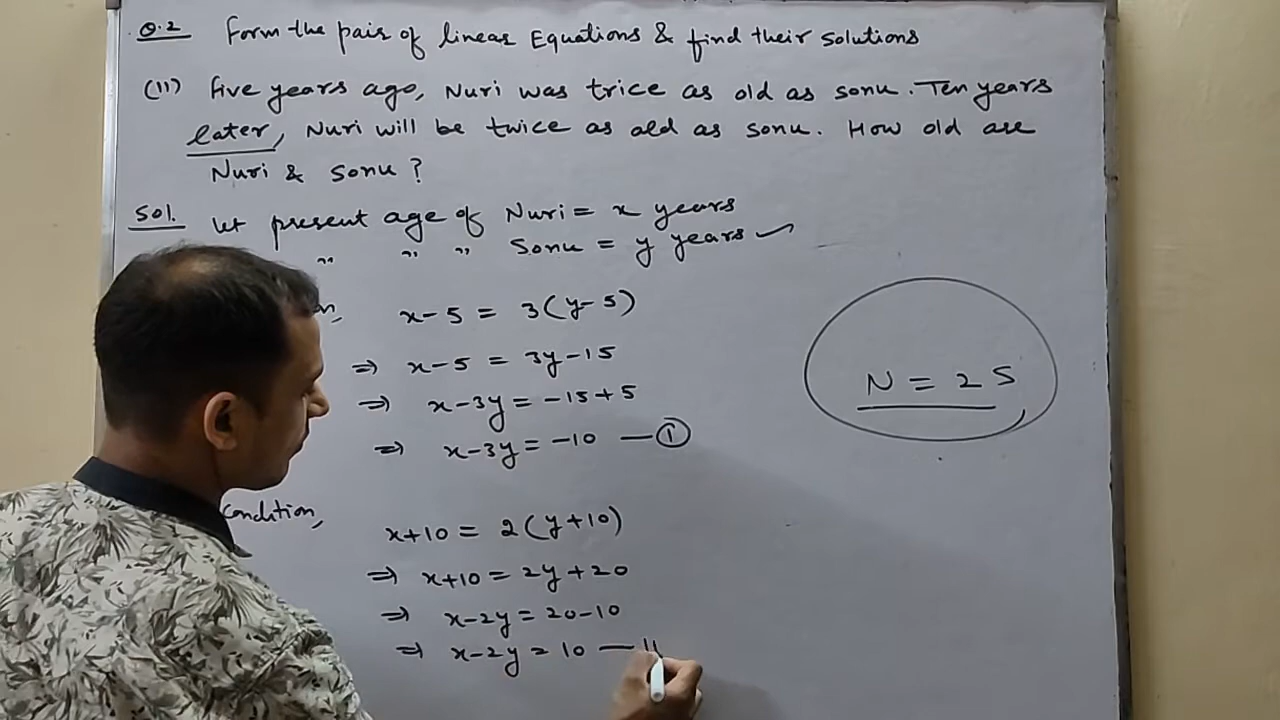 Q.2 Form the pair of linear Equations & find their solutions
(11) Five years ago, Nuri was trice as old as sonu. Ten years
later, Nuri will be twice as old as sonu. How old are
Nuri & Sonu?
Sol. let present age of Nuri = x years
" " " Sonu = y years
x-5 = 3(y-5)
⇒ x-5 = 3y-15
⇒ x-3y = -15+5
⇒ x-3y = -10 — ①
N = 25
condition,
x+10 = 2(y+10)
⇒ x+10 = 2y+20
⇒ x-2y = 20-10
⇒ x-2y = 10 — 11